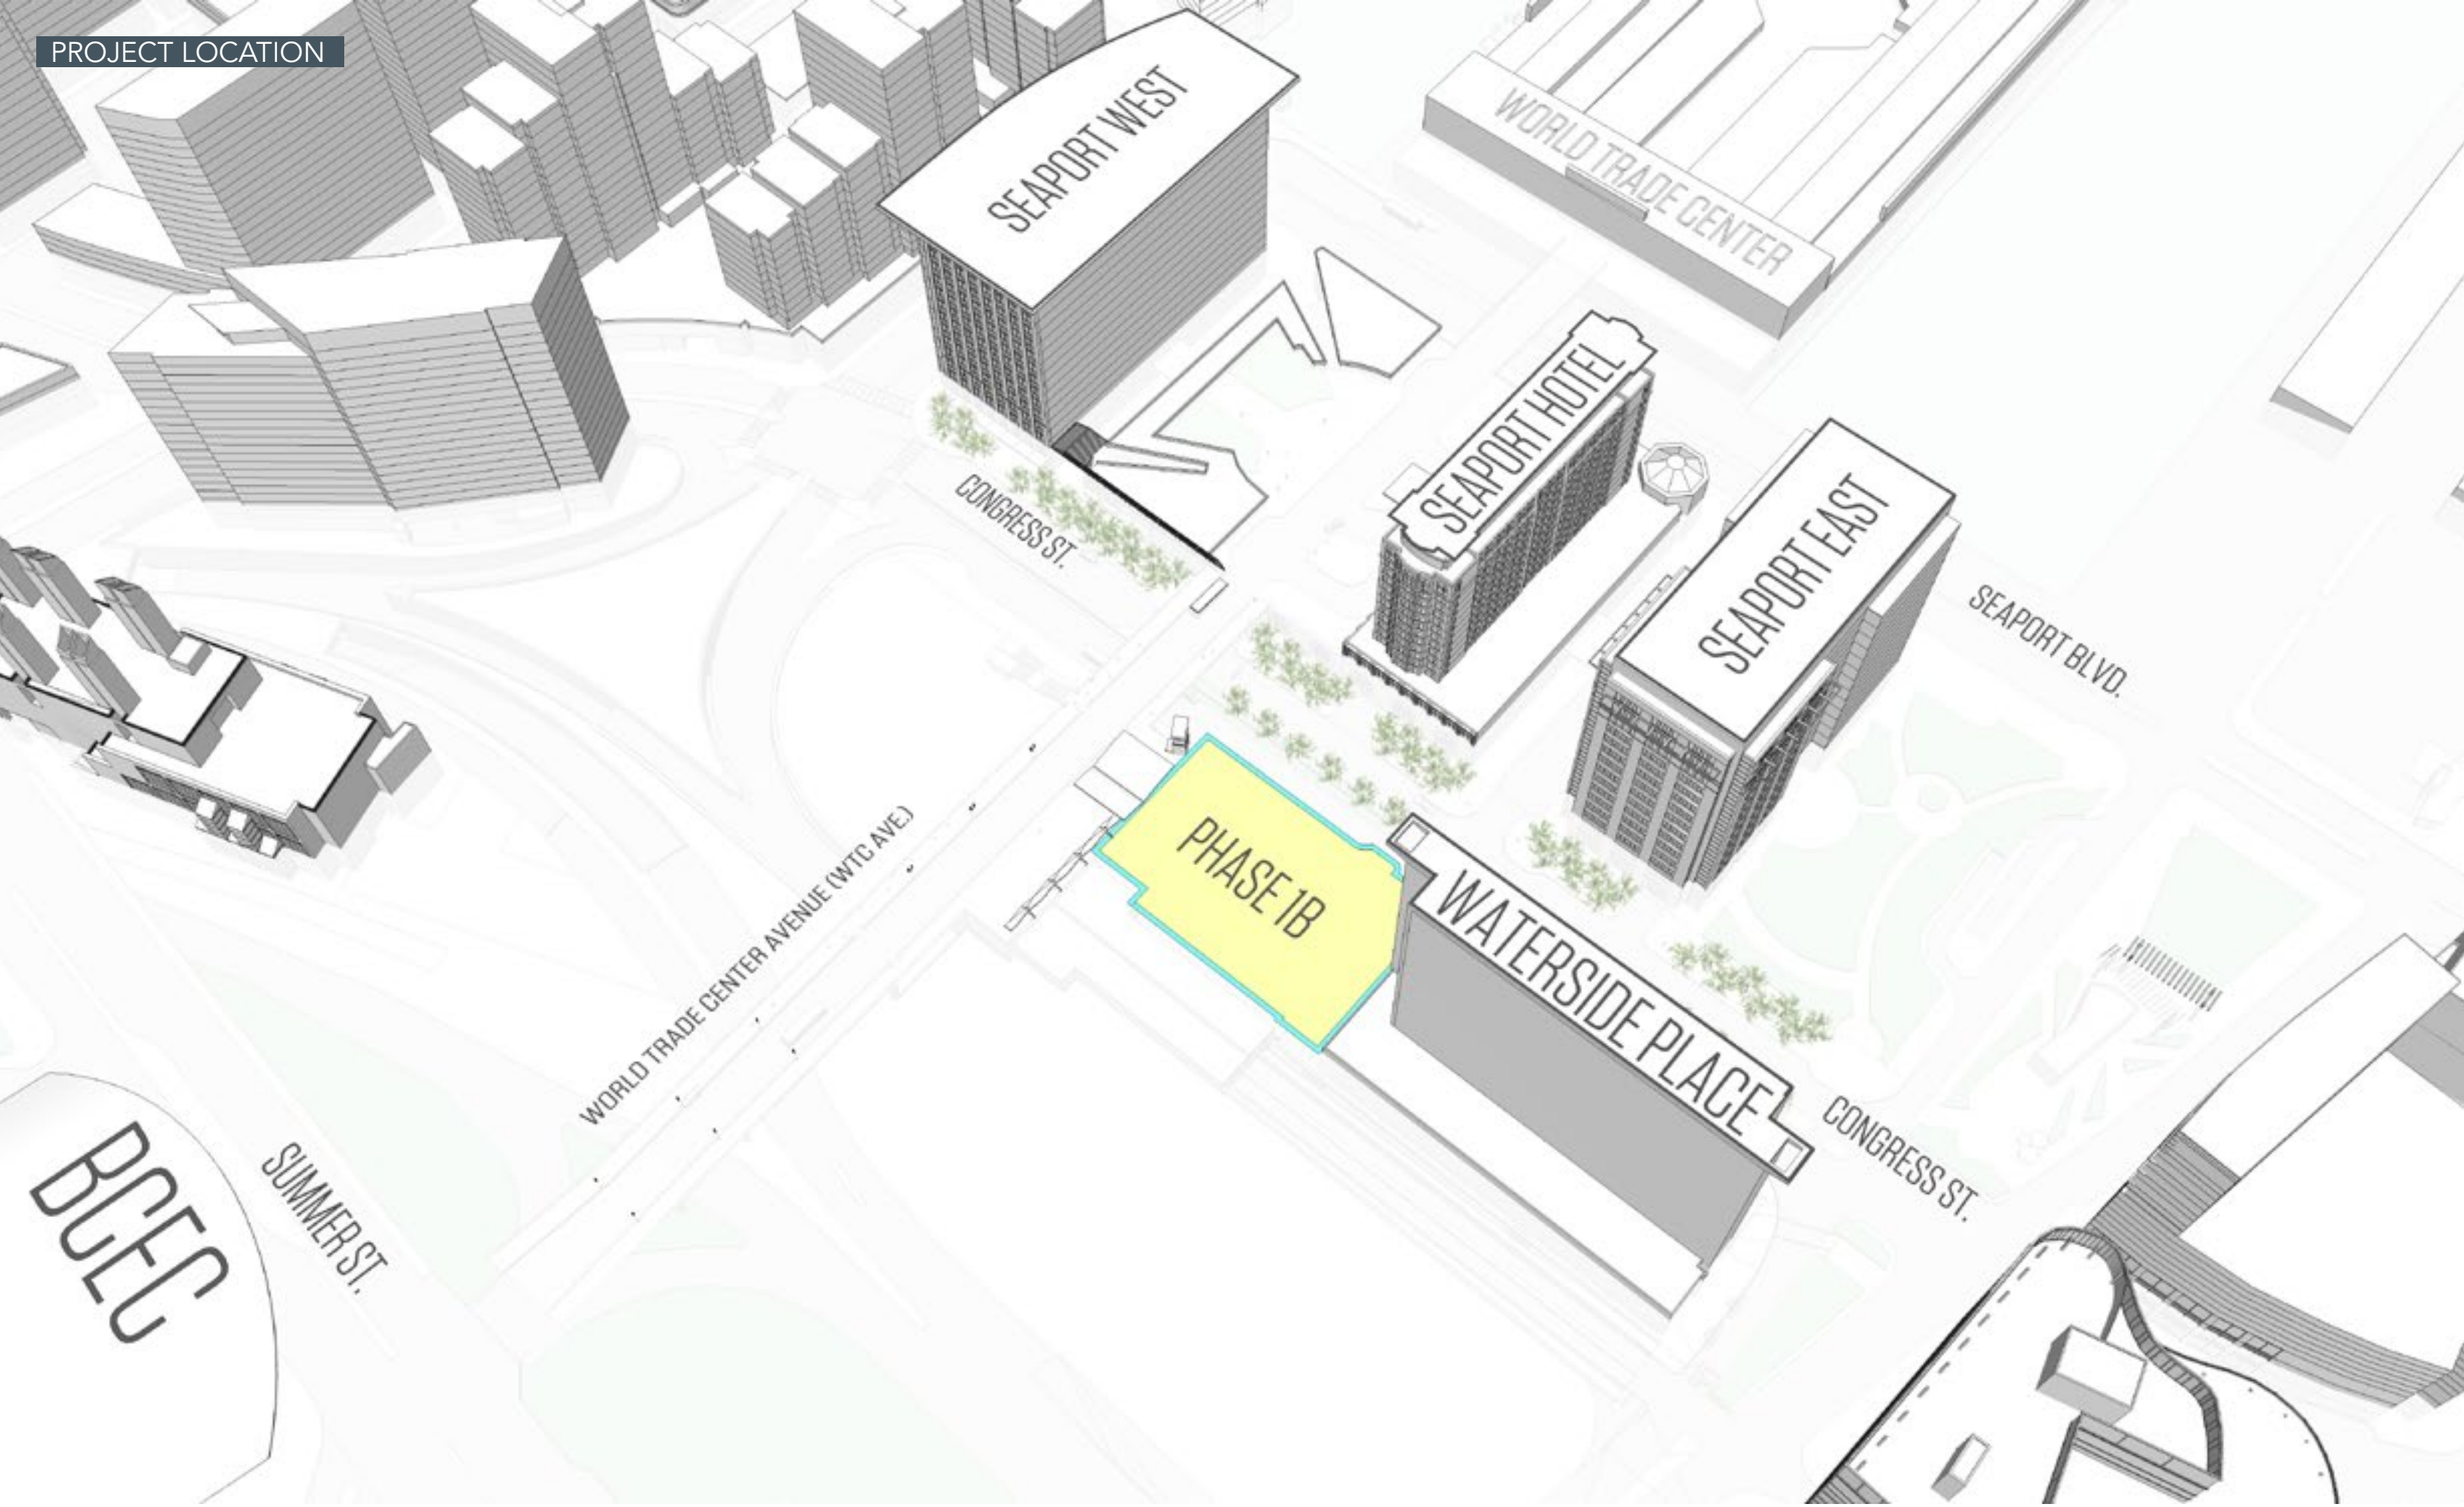 PROJECT LOCATION
SEAPORT WEST
WORLD TRADE CENTER
SEAPORT HOTEL
SEAPORT EAST
CONGRESS ST.
SEAPORT BLVD.
PHASE 1B
WORLD TRADE CENTER AVENUE (WTC AVE.)
WATERSIDE PLACE
CONGRESS ST.
BCEC
SUMMER ST.